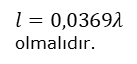 l = 0,0369λ
olmalıdır.